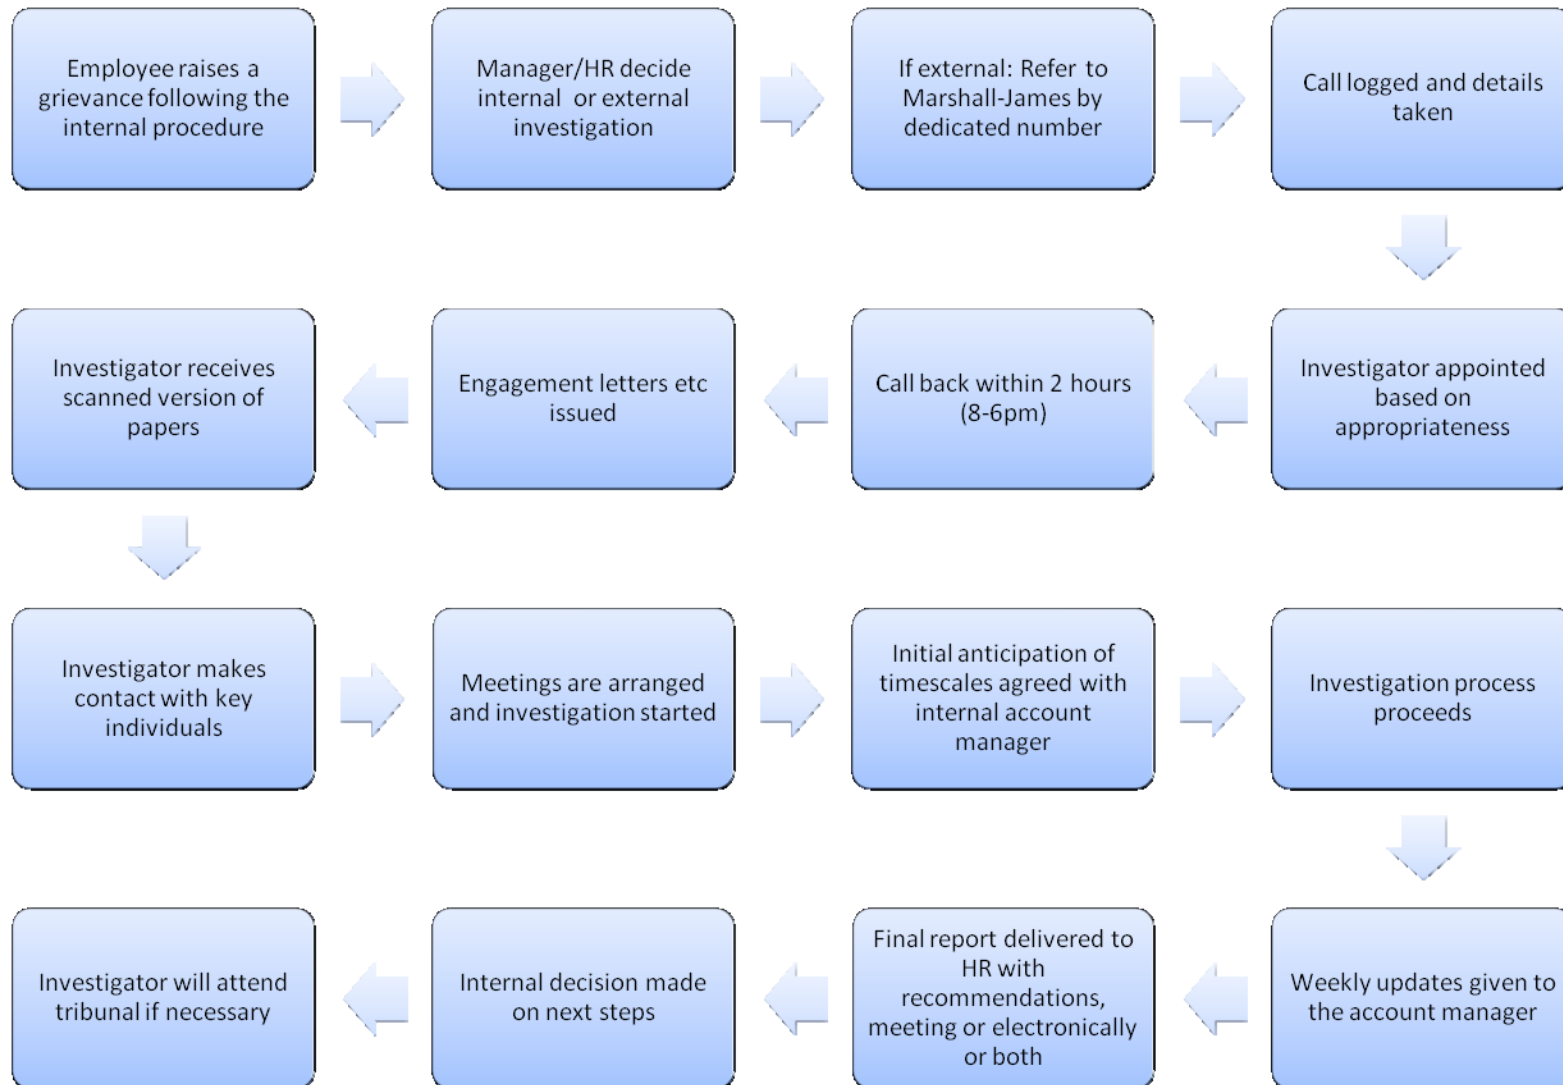 Employee raises a
grievance following the
internal procedure
Manager/HR decide
internal or external
investigation
If external: Refer to
Marshall-James by
dedicated number
Call logged and details
taken
Investigator appointed
based on
appropriateness
Call back within 2 hours
(8-6pm)
Engagement letters etc
issued
Investigator receives
scanned version of
papers
Investigator makes
contact with key
individuals
Meetings are arranged
and investigation started
Initial anticipation of
timescales agreed with
internal account
manager
Investigation process
proceeds
Weekly updates given to
the account manager
Final report delivered to
HR with
recommendations,
meeting or electronically
or both
Internal decision made
on next steps
Investigator will attend
tribunal if necessary